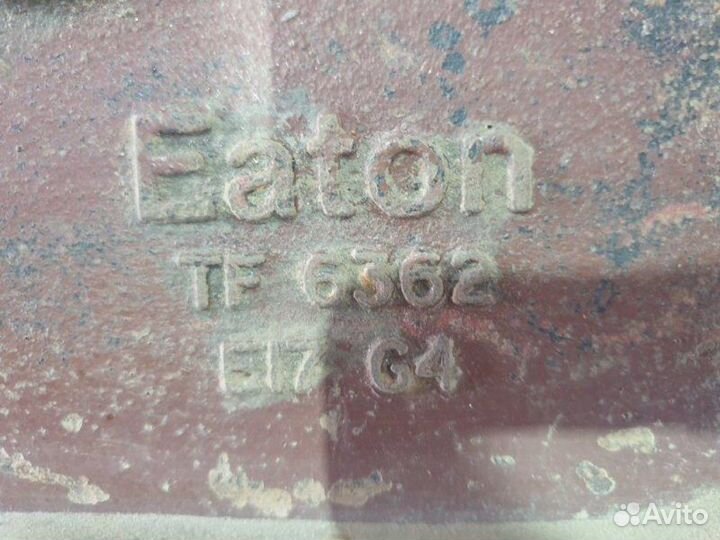 Eaton
TF 6362
E17 G4
Avito